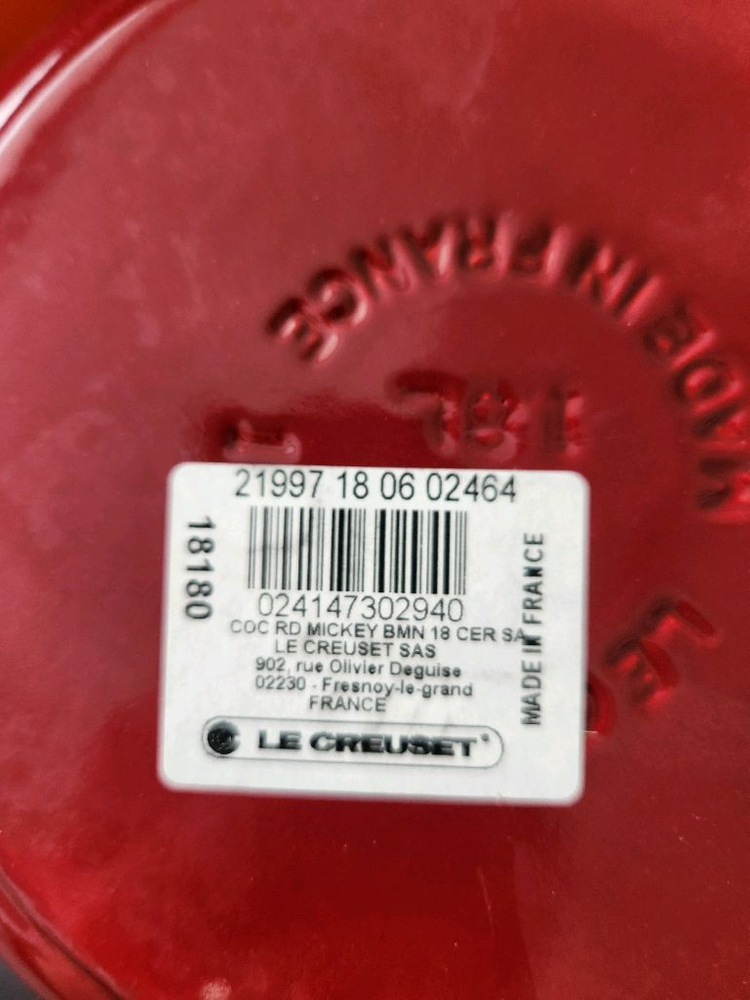 MADE IN FRANCE
21997 18 06 02464
18180
024147302940
COC RD MICKEY BMN 18 CER SA
LE CREUSET SAS
902, rue Olivier Deguise
02230 - Fresnoy-le-grand
FRANCE
LE CREUSET
MADE IN FRANCE
LE